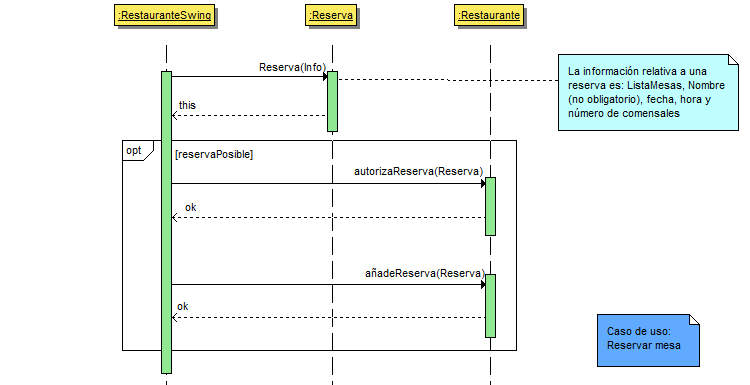 :RestauranteSwing
:Reserva
:Restaurante
Reserva(Info)
this
La información relativa a una
reserva es: ListaMesas, Nombre
(no obligatorio), fecha, hora y
número de comensales
opt
[reservaPosible]
autorizaReserva(Reserva)
ok
añadeReserva(Reserva)
ok
Caso de uso:
Reservar mesa